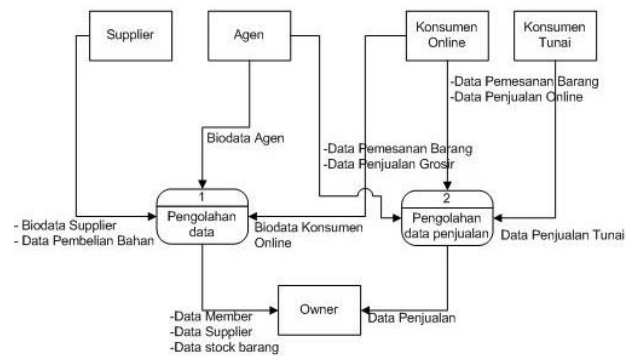 Supplier
Agen
Konsumen
Online
Konsumen
Tunai
-Data Pemesanan Barang
-Data Penjualan Online
Biodata Agen
-Data Pemesanan Barang
-Data Penjualan Grosir
1
Pengolahan
data
2
Pengolahan
data penjualan
- Biodata Supplier
- Data Pembelian Bahan
Biodata Konsumen
Online
Data Penjualan Tunai
Owner
-Data Member
-Data Supplier
-Data stock barang
Data Penjualan